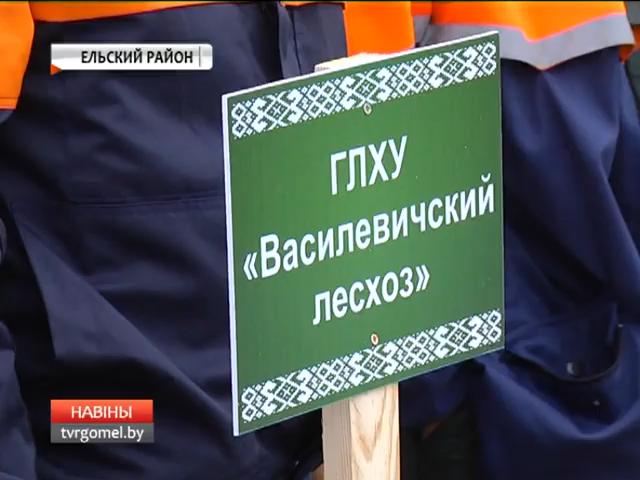 ЕЛЬСКИЙ РАЙОН
ГЛХУ
«Василевичский
лесхоз»
НАВІНЫ
tvrgomel.by